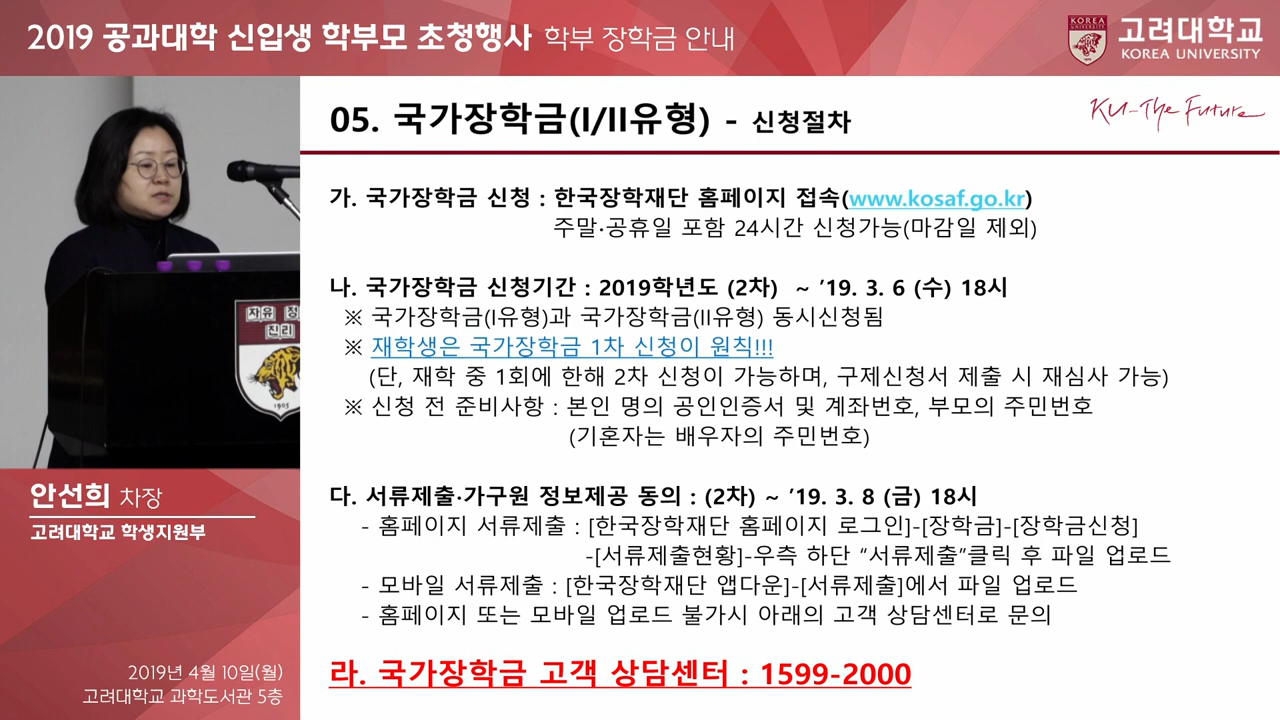 2019 공과대학 신입생 학부모 초청행사 학부 장학금 안내
KOREA
1905
고려대학교
KOREA UNIVERSITY
05. 국가장학금(I/II유형) - 신청절차
KU-The Future
가. 국가장학금 신청 : 한국장학재단 홈페이지 접속(www.kosaf.go.kr)
주말·공휴일 포함 24시간 신청가능(마감일 제외)
나. 국가장학금 신청기간 : 2019학년도 (2차) ~ ’19. 3. 6 (수) 18시
※ 국가장학금(I유형)과 국가장학금(II유형) 동시신청됨
※ 재학생은 국가장학금 1차 신청이 원칙!!!
(단, 재학 중 1회에 한해 2차 신청이 가능하며, 구제신청서 제출 시 재심사 가능)
※ 신청 전 준비사항 : 본인 명의 공인인증서 및 계좌번호, 부모의 주민번호
(기혼자는 배우자의 주민번호)
다. 서류제출·가구원 정보제공 동의 : (2차) ~ ’19. 3. 8 (금) 18시
- 홈페이지 서류제출 : [한국장학재단 홈페이지 로그인]-[장학금]-[장학금신청]
-[서류제출현황]-우측 하단 “서류제출”클릭 후 파일 업로드
- 모바일 서류제출 : [한국장학재단 앱다운]-[서류제출]에서 파일 업로드
- 홈페이지 또는 모바일 업로드 불가시 아래의 고객 상담센터로 문의
라. 국가장학금 고객 상담센터 : 1599-2000
자유 정
진리
1905
안선희 차장
고려대학교 학생지원부
2019년 4월 10일(월)
고려대학교 과학도서관 5층